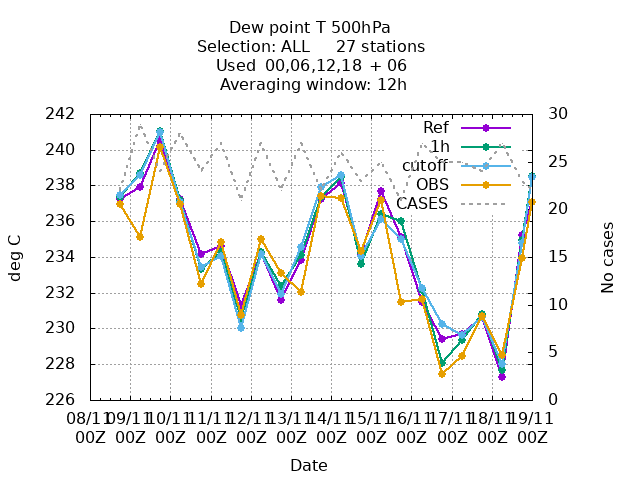 Dew point T 500hPa
Selection: ALL 27 stations
Used 00,06,12,18 + 06
Averaging window: 12h
242
240
238
236
234
232
230
228
226
deg C
30
25
20
15
10
5
0
No cases
Ref
1h
cutoff
OBS
CASES
08/11 09/11 10/11 11/11 12/11 13/11 14/11 15/11 16/11 17/11 18/11 19/11
00Z 00Z 00Z 00Z 00Z 00Z 00Z 00Z 00Z 00Z 00Z 00Z
Date